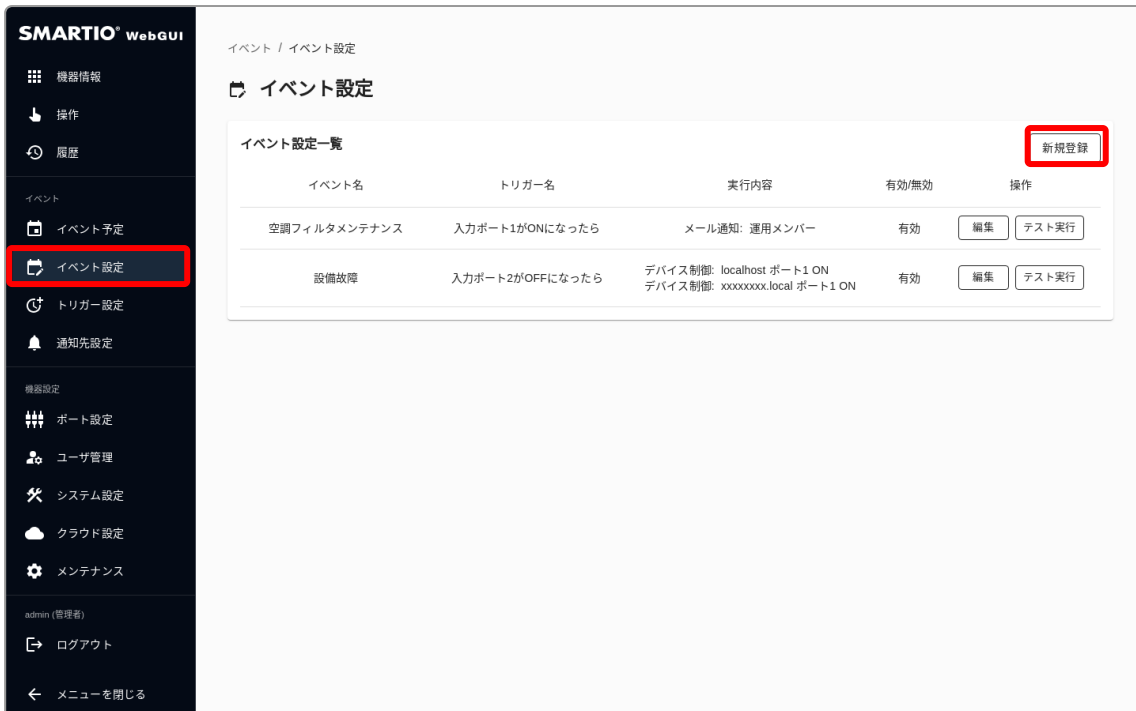 SMARTIO® WebGUI
機器情報
操作
履歴
イベント
イベント予定
イベント設定
トリガー設定
通知先設定
機器設定
ポート設定
ユーザ管理
システム設定
クラウド設定
メンテナンス
admin (管理者)
ログアウト
メニューを閉じる
イベント / イベント設定
イベント設定
イベント設定一覧
新規登録
イベント名 トリガー名 実行内容 有効/無効 操作
空調フィルタメンテナンス 入力ポート1がONになったら メール通知: 運用メンバー 有効 編集 テスト実行
設備故障 入力ポート2がOFFになったら デバイス制御: localhost ポート1 ON 有効 編集 テスト実行
デバイス制御: xxxxxxxx.local ポート1 ON